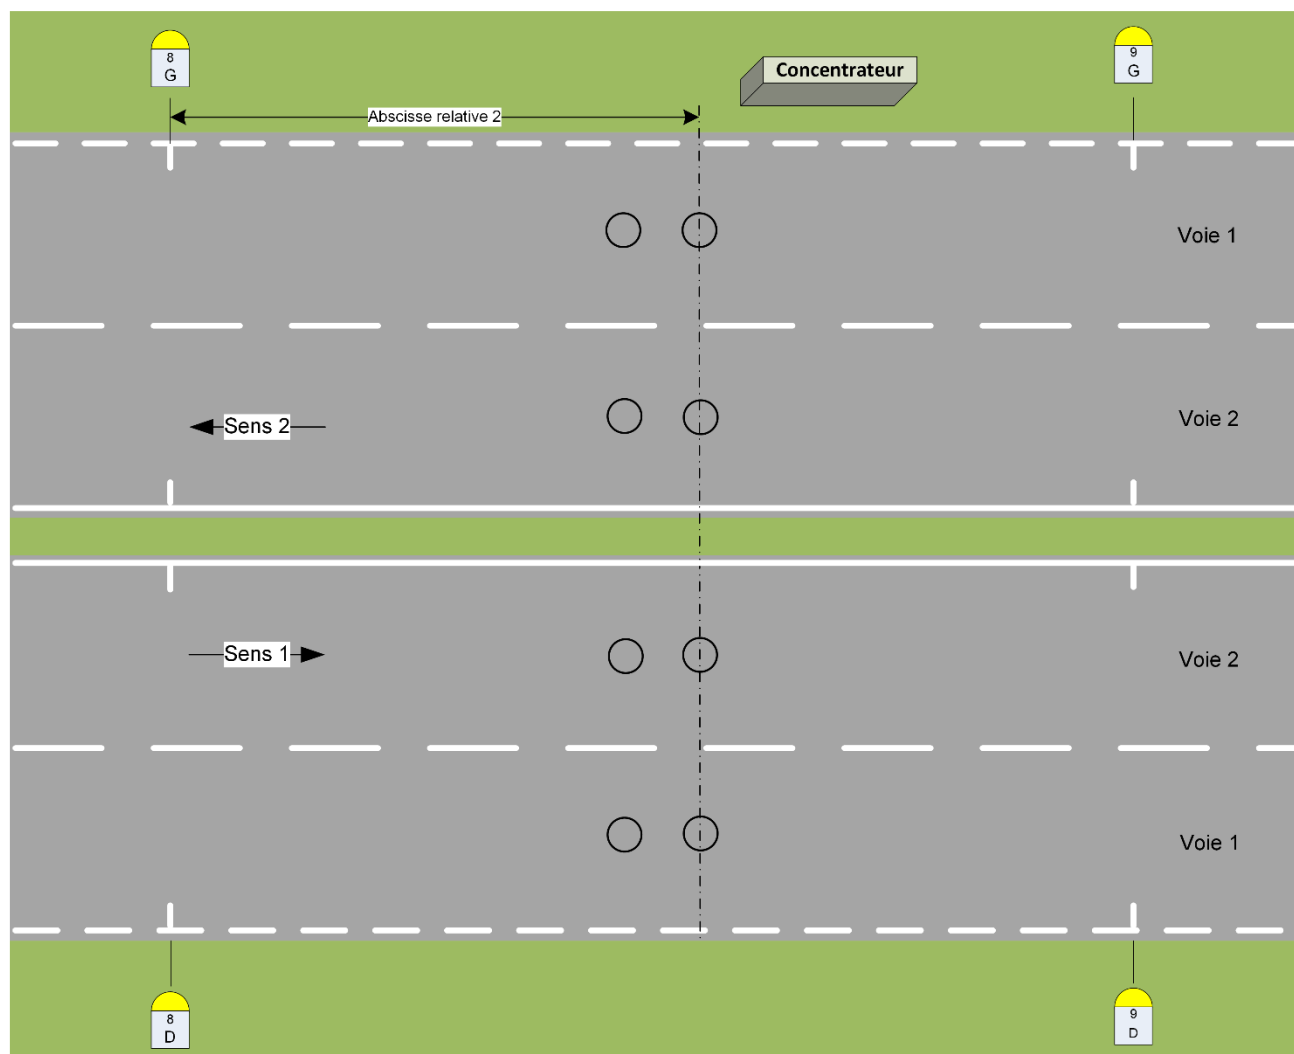 8
G
9
G
Concentrateur
Abscisse relative 2
Voie 1
Voie 2
Sens 2
Sens 1
Voie 2
Voie 1
8
D
9
D